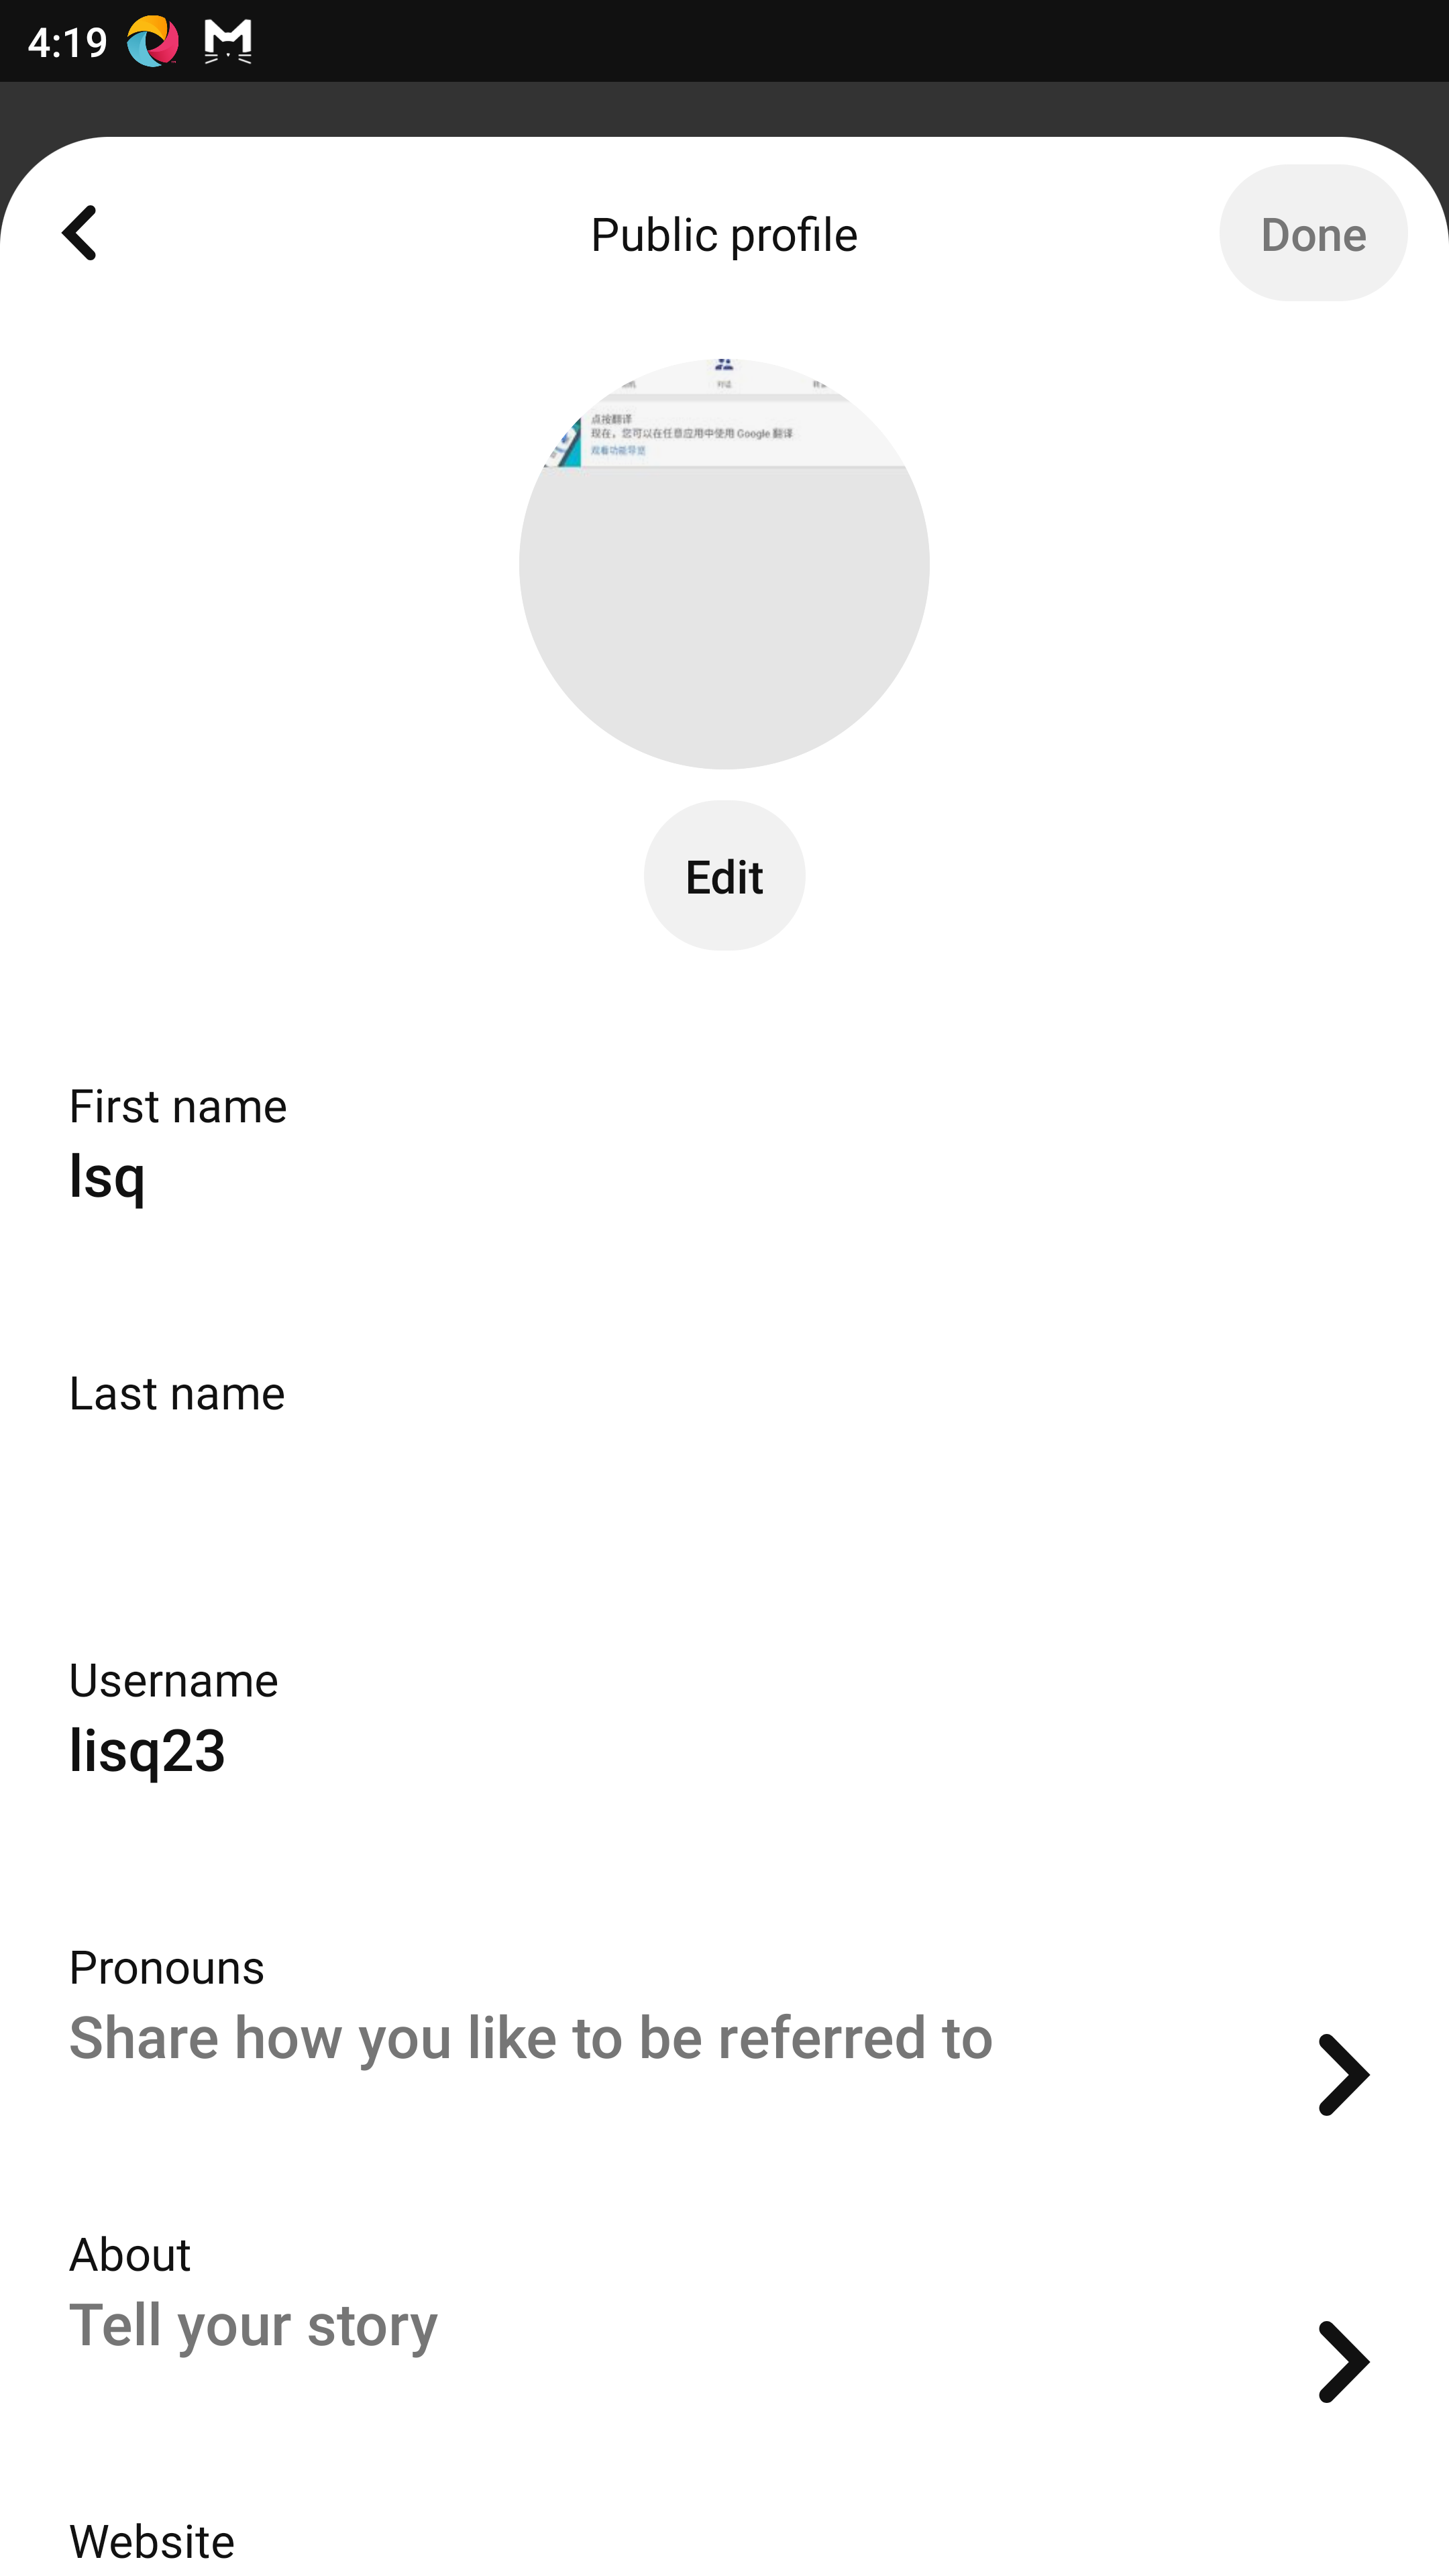 4:19
Public profile
Done
对话
点按翻译
现在，您可以在任意应用中使用 Google 翻译
观看功能导览
Edit
First name
lsq
Last name
Username
lisq23
Pronouns
Share how you like to be referred to
About
Tell your story
Website